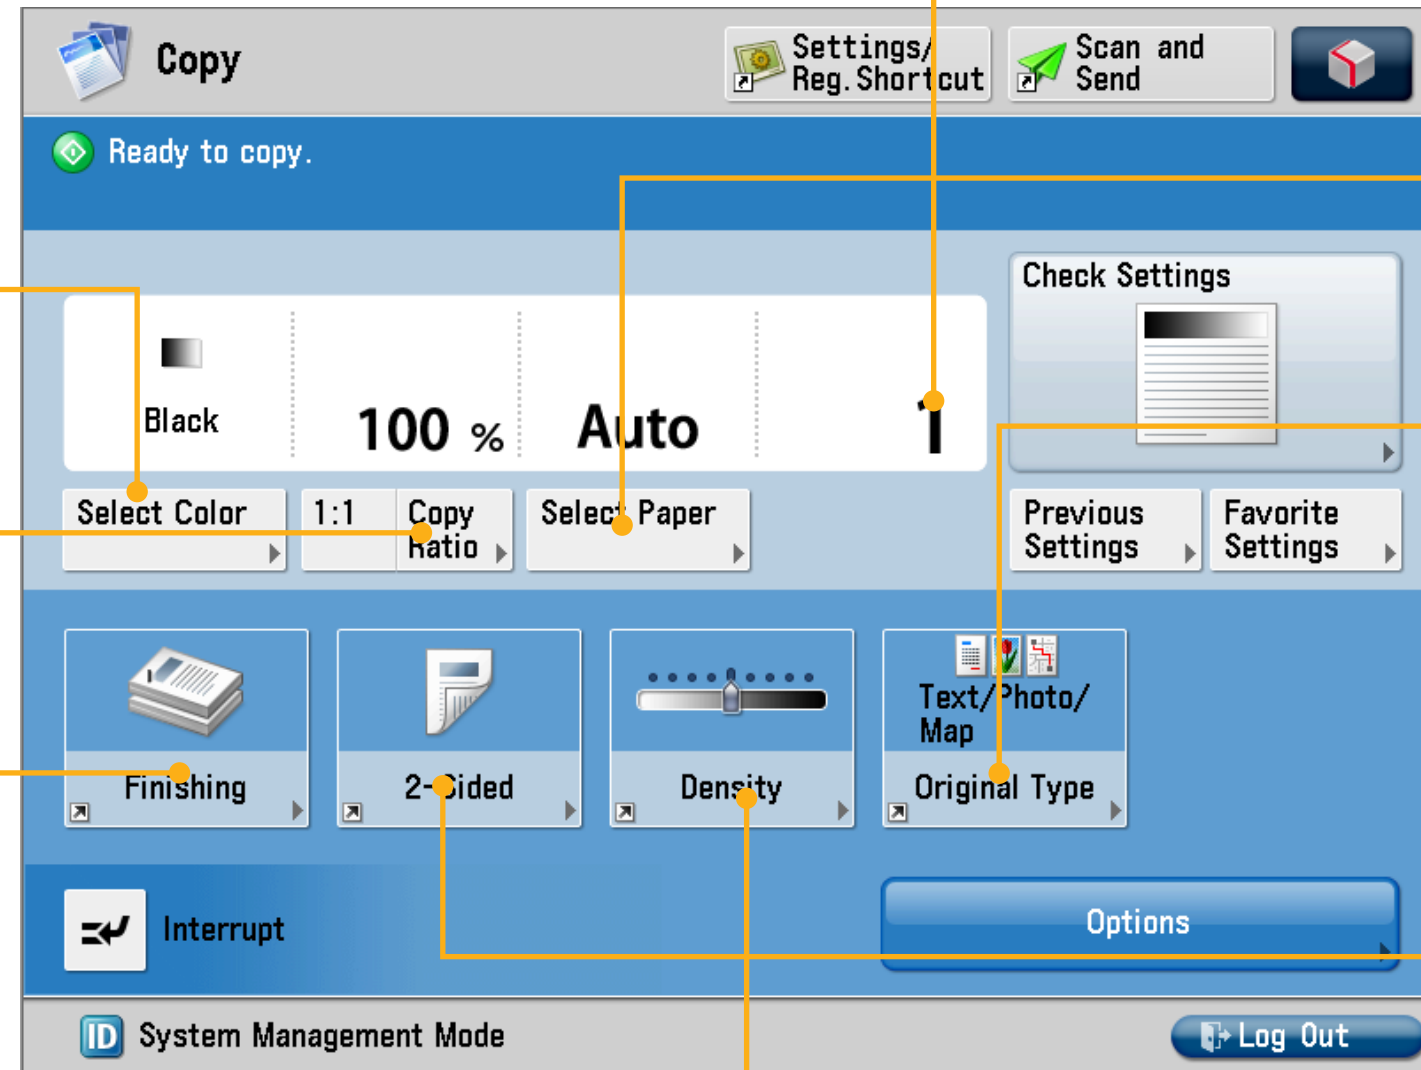 Copy
Settings/
Reg.Shortcut
Scan and
Send
Ready to copy.
Check Settings
Black
100 %
Auto
1
Select Color
1:1
Copy
Ratio
Select Paper
Previous
Settings
Favorite
Settings
Text/Photo/
Map
Finishing
2-Sided
Density
Original Type
Interrupt
Options
ID
System Management Mode
Log Out